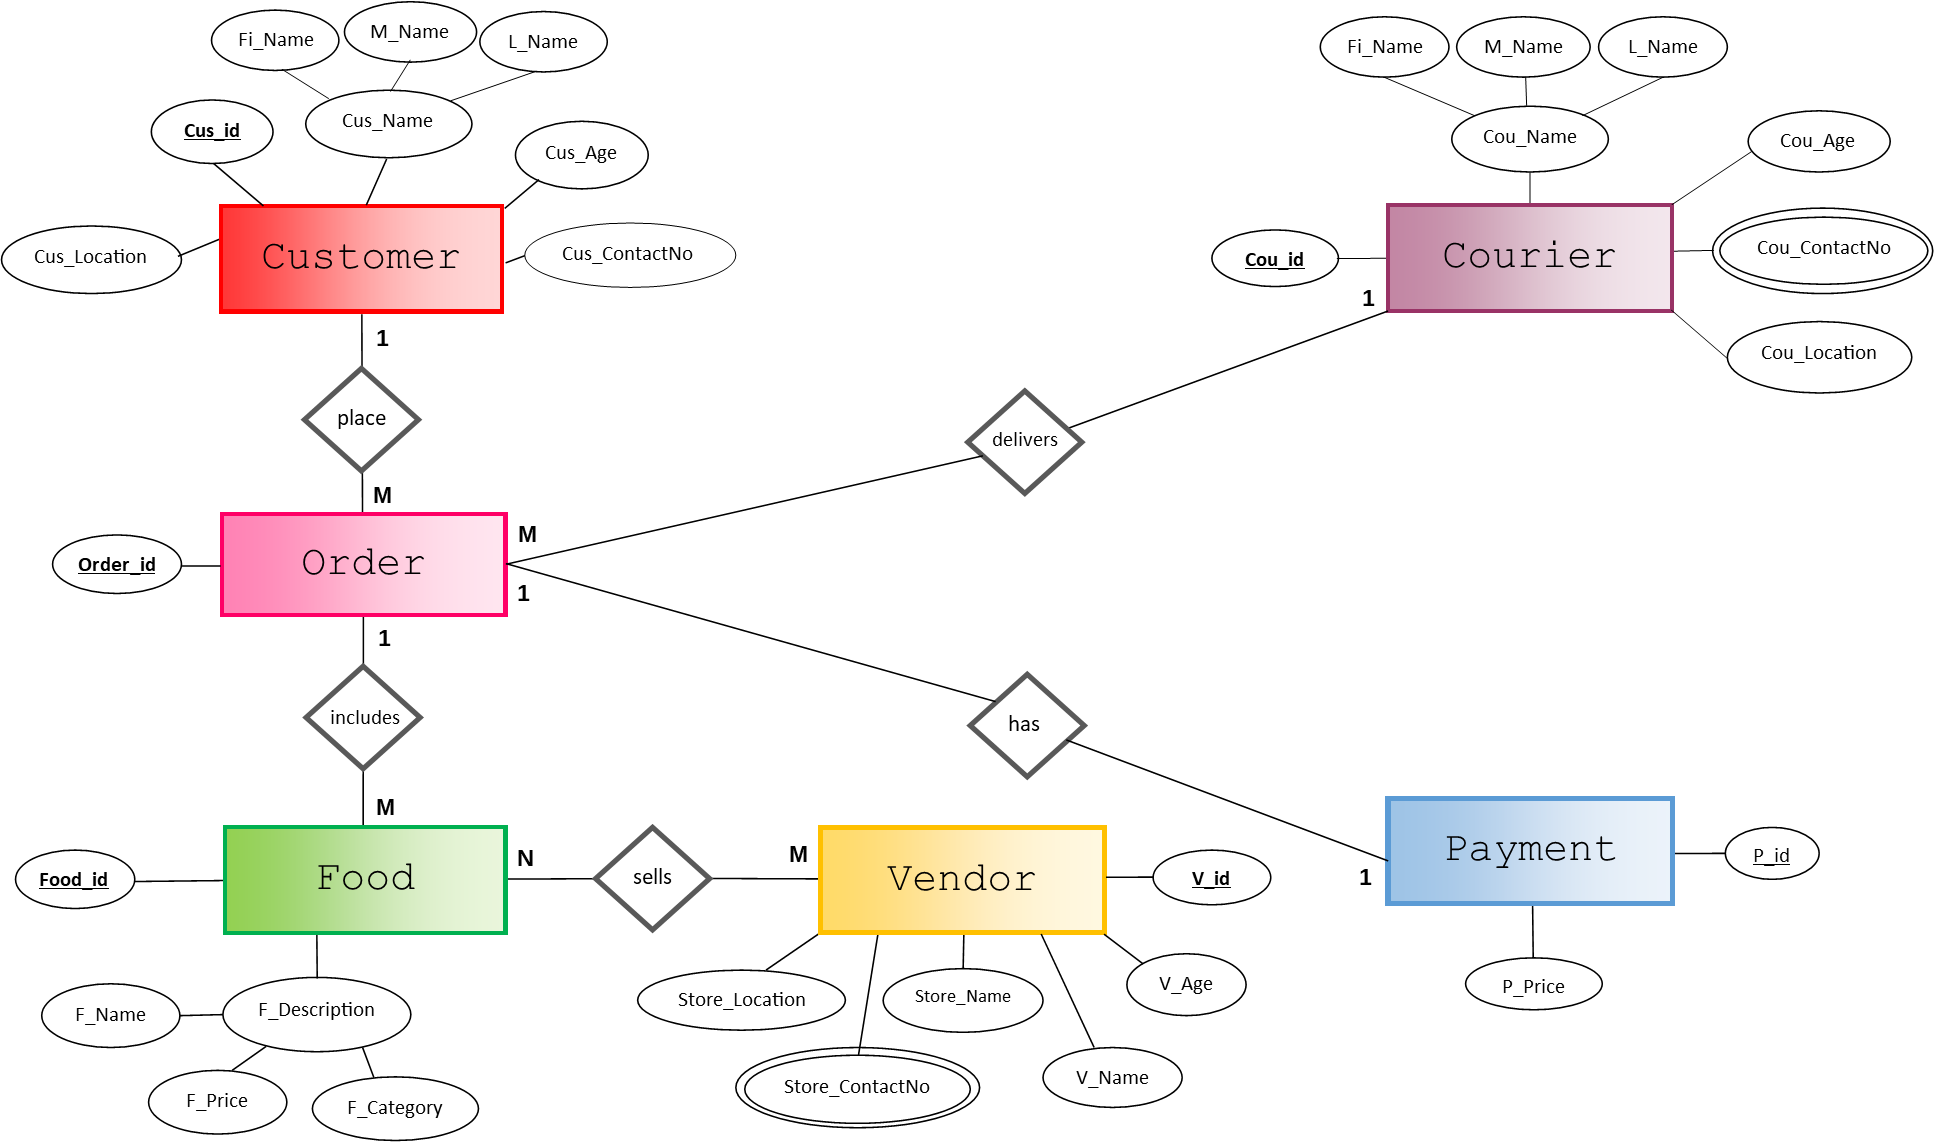 Fi_Name
M_Name
L_Name
Cus_id
Cus_Name
Cus_Age
Cus_Location
Customer
Cus_ContactNo
Fi_Name
M_Name
L_Name
Cou_Name
Cou_Age
Cou_id
Courier
Cou_ContactNo
Cou_Location
1
1
place
delivers
M
M
Order_id
Order
1
1
includes
has
M
Food_id
Food
N
sells
M
Vendor
V_id
1
Payment
P_id
P_Price
F_Name
F_Description
F_Price
F_Category
Store_Location
Store_Name
V_Age
Store_ContactNo
V_Name